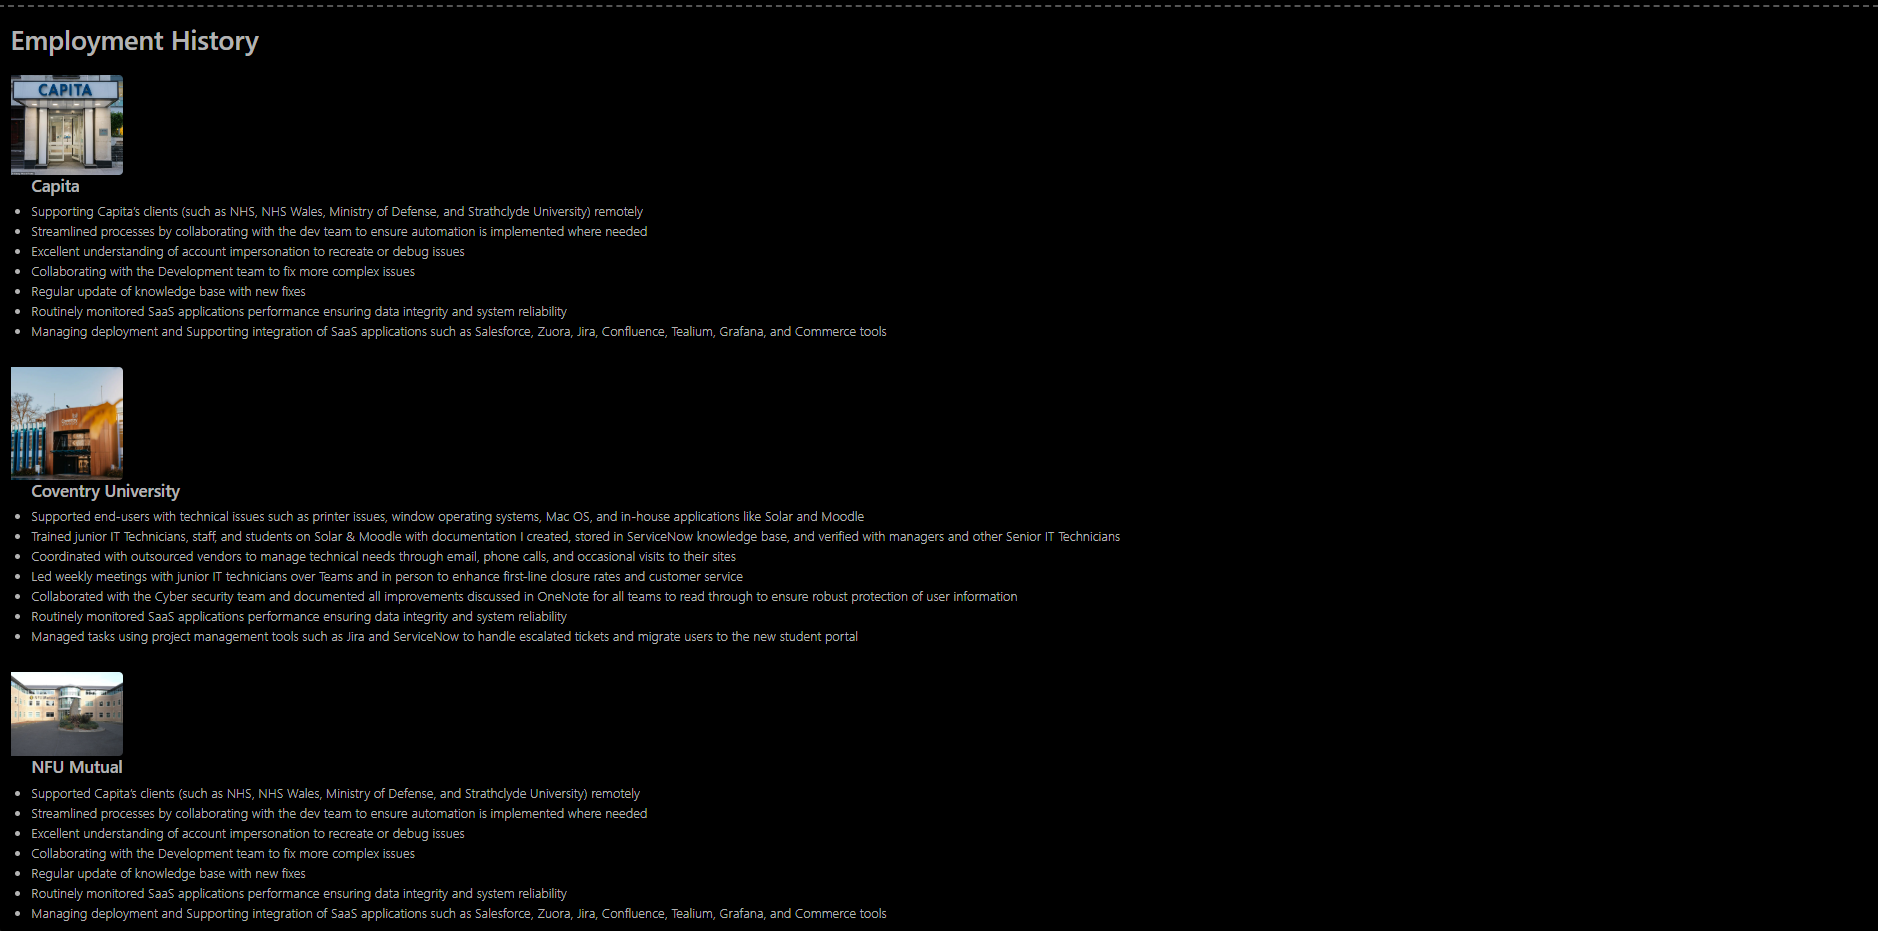 Employment History
CAPITA
Capita
Supporting Capita's clients (such as NHS, NHS Wales, Ministry of Defense, and Strathclyde University) remotely
Streamlined processes by collaborating with the dev team to ensure automation is implemented where needed
Excellent understanding of account impersonation to recreate or debug issues
Collaborating with the Development team to fix more complex issues
Regular update of knowledge base with new fixes
Routinely monitored SaaS applications performance ensuring data integrity and system reliability
Managing deployment and Supporting integration of SaaS applications such as Salesforce, Zuora, Jira, Confluence, Tealium, Grafana, and Commerce tools
Coventry University
Supported end-users with technical issues such as printer issues, window operating systems, Mac OS, and in-house applications like Solar and Moodle
Trained junior IT Technicians, staff, and students on Solar & Moodle with documentation I created, stored in ServiceNow knowledge base, and verified with managers and other Senior IT Technicians
Coordinated with outsourced vendors to manage technical needs through email, phone calls, and occasional visits to their sites
Led weekly meetings with junior IT technicians over Teams and in person to enhance first-line closure rates and customer service
Collaborated with the Cyber security team and documented all improvements discussed in OneNote for all teams to read through to ensure robust protection of user information
Routinely monitored SaaS applications performance ensuring data integrity and system reliability
Managed tasks using project management tools such as Jira and ServiceNow to handle escalated tickets and migrate users to the new student portal
NFU Mutual
Supported Capita's clients (such as NHS, NHS Wales, Ministry of Defense, and Strathclyde University) remotely
Streamlined processes by collaborating with the dev team to ensure automation is implemented where needed
Excellent understanding of account impersonation to recreate or debug issues
Collaborating with the Development team to fix more complex issues
Regular update of knowledge base with new fixes
Routinely monitored SaaS applications performance ensuring data integrity and system reliability
Managing deployment and Supporting integration of SaaS applications such as Salesforce, Zuora, Jira, Confluence, Tealium, Grafana, and Commerce tools